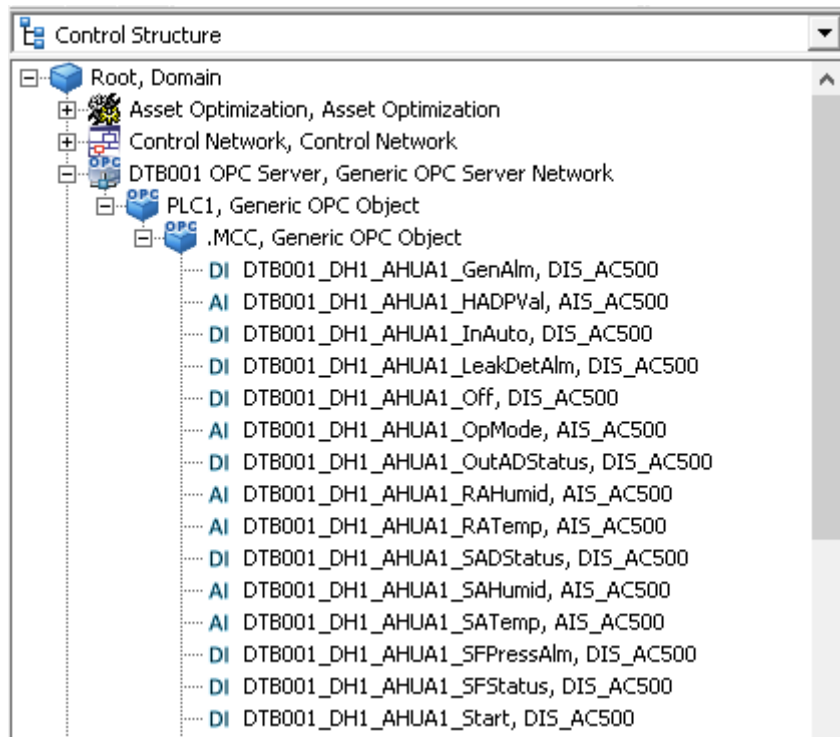 Control Structure
Root, Domain
Asset Optimization, Asset Optimization
Control Network, Control Network
OPC DTB001 OPC Server, Generic OPC Server Network
OPC PLC1, Generic OPC Object
OPC .MCC, Generic OPC Object
DI DTB001_DH1_AHUA1_GenAlm, DIS_AC500
AI DTB001_DH1_AHUA1_HADPVal, AIS_AC500
DI DTB001_DH1_AHUA1_InAuto, DIS_AC500
DI DTB001_DH1_AHUA1_LeakDetAlm, DIS_AC500
DI DTB001_DH1_AHUA1_Off, DIS_AC500
AI DTB001_DH1_AHUA1_OpMode, AIS_AC500
DI DTB001_DH1_AHUA1_OutADStatus, DIS_AC500
AI DTB001_DH1_AHUA1_RAHumid, AIS_AC500
AI DTB001_DH1_AHUA1_RATemp, AIS_AC500
DI DTB001_DH1_AHUA1_SADStatus, DIS_AC500
AI DTB001_DH1_AHUA1_SAHumid, AIS_AC500
AI DTB001_DH1_AHUA1_SATemp, AIS_AC500
DI DTB001_DH1_AHUA1_SFPressAlm, DIS_AC500
DI DTB001_DH1_AHUA1_SFStatus, DIS_AC500
DI DTB001_DH1_AHUA1_Start, DIS_AC500